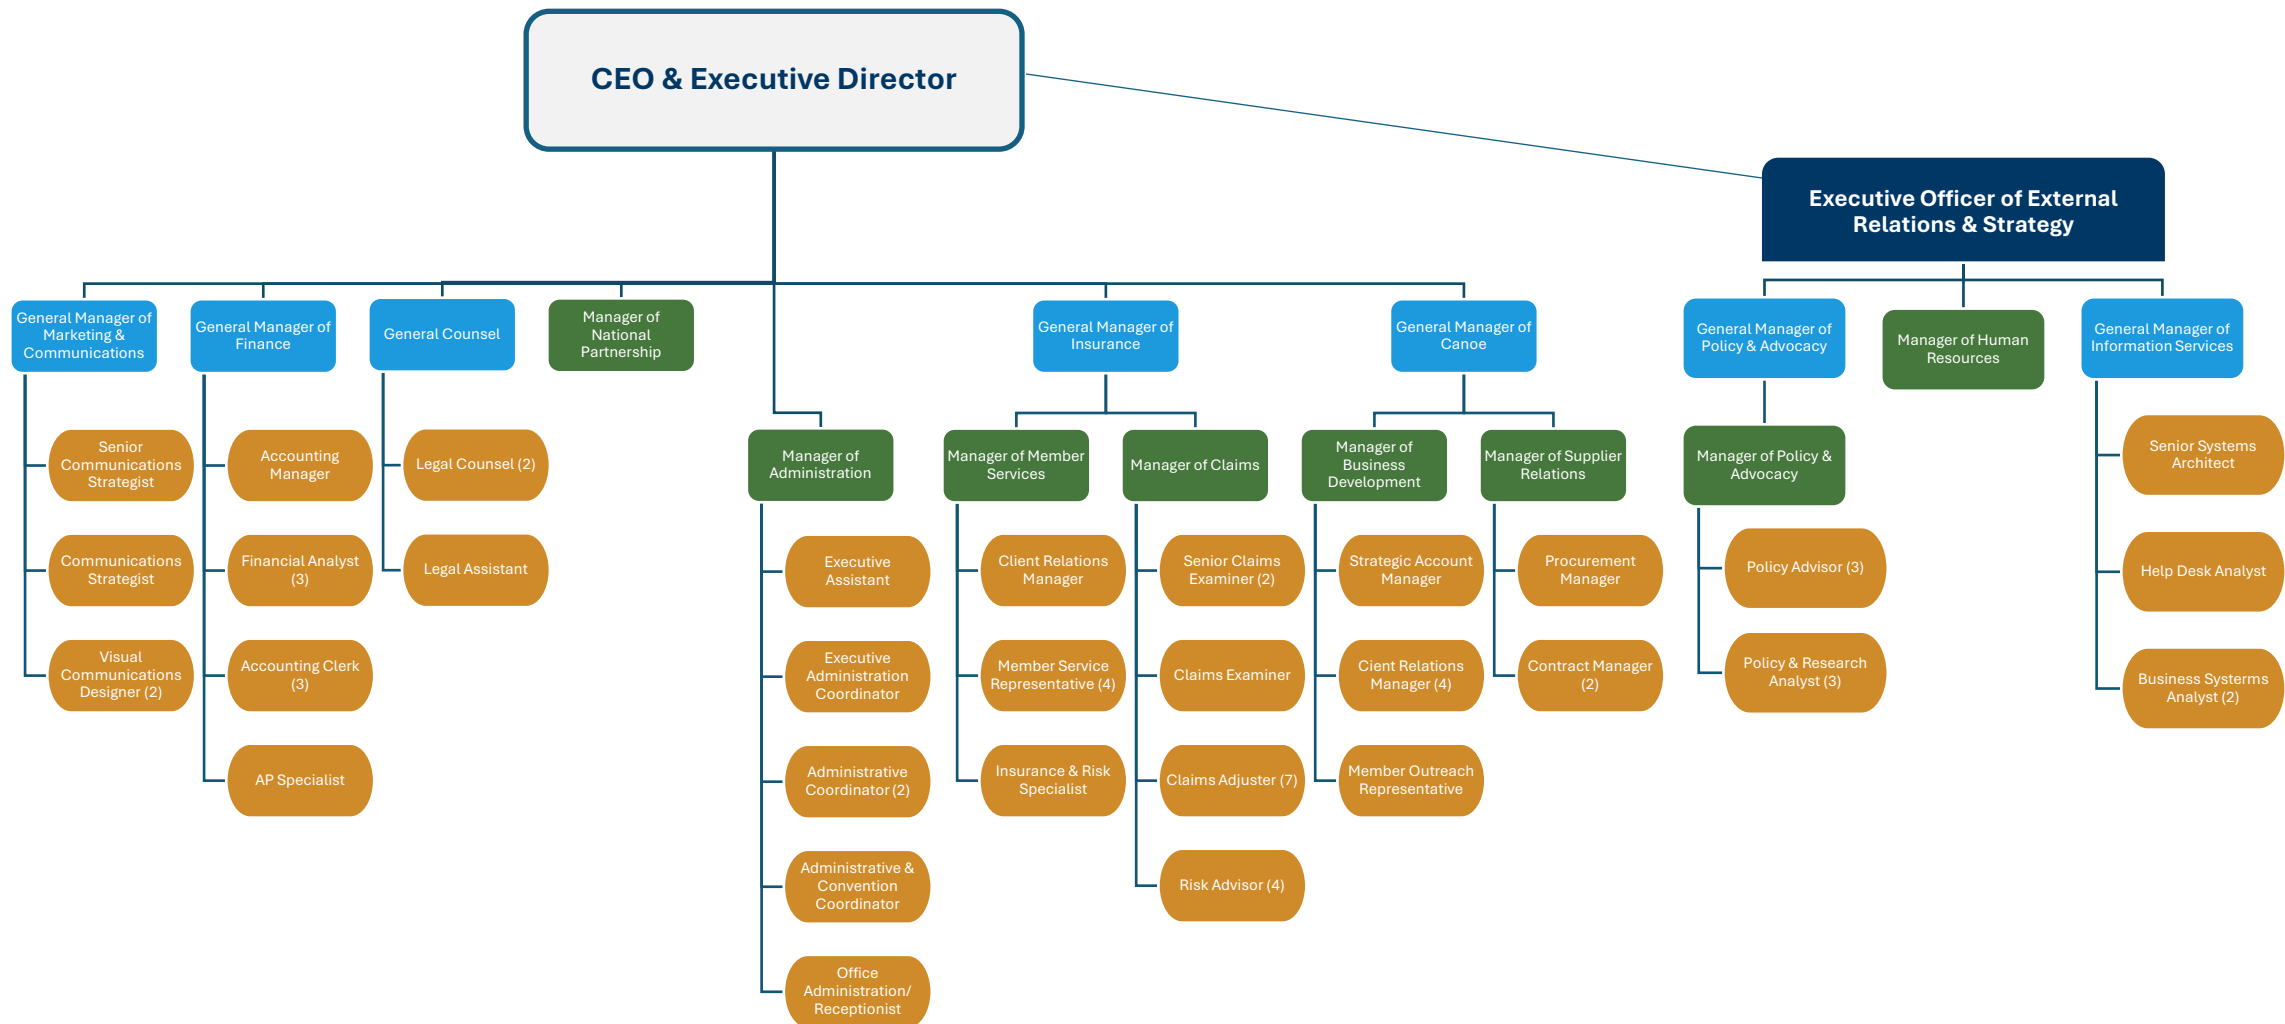 CEO & Executive Director
Executive Officer of External
Relations & Strategy
General Manager of
Marketing &
Communications
General Manager of
Finance
General Counsel
Manager of
National
Partnership
General Manager of
Insurance
General Manager of
Canoe
General Manager of
Policy & Advocacy
Manager of Human
Resources
General Manager of
Information Services
Senior
Communications
Strategist
Communications
Strategist
Visual
Communications
Designer (2)
Accounting
Manager
Financial Analyst
(3)
Accounting Clerk
(3)
AP Specialist
Legal Counsel (2)
Legal Assistant
Manager of
Administration
Executive
Assistant
Executive
Administration
Coordinator
Administrative
Coordinator (2)
Administrative &
Convention
Coordinator
Office
Administration/
Receptionist
Manager of Member
Services
Client Relations
Manager
Member Service
Representative (4)
Insurance & Risk
Specialist
Manager of Claims
Senior Claims
Examiner (2)
Claims Examiner
Claims Adjuster (7)
Risk Advisor (4)
Manager of
Business
Development
Strategic Account
Manager
Cient Relations
Manager (4)
Member Outreach
Representative
Manager of Supplier
Relations
Procurement
Manager
Contract Manager
(2)
Manager of Policy &
Advocacy
Policy Advisor (3)
Policy & Research
Analyst (3)
Senior Systems
Architect
Help Desk Analyst
Business Systerms
Analyst (2)